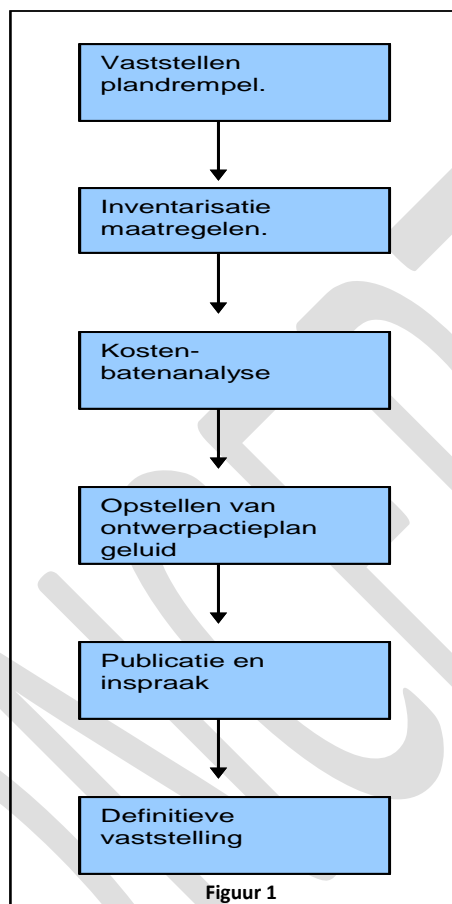 Vaststellen
plandrempel.
Inventarisatie
maatregelen.
Kosten-
batenanalyse
Opstellen van
ontwerpactieplan
geluid
Publicatie en
inspraak
Definitieve
vaststelling
Figuur 1